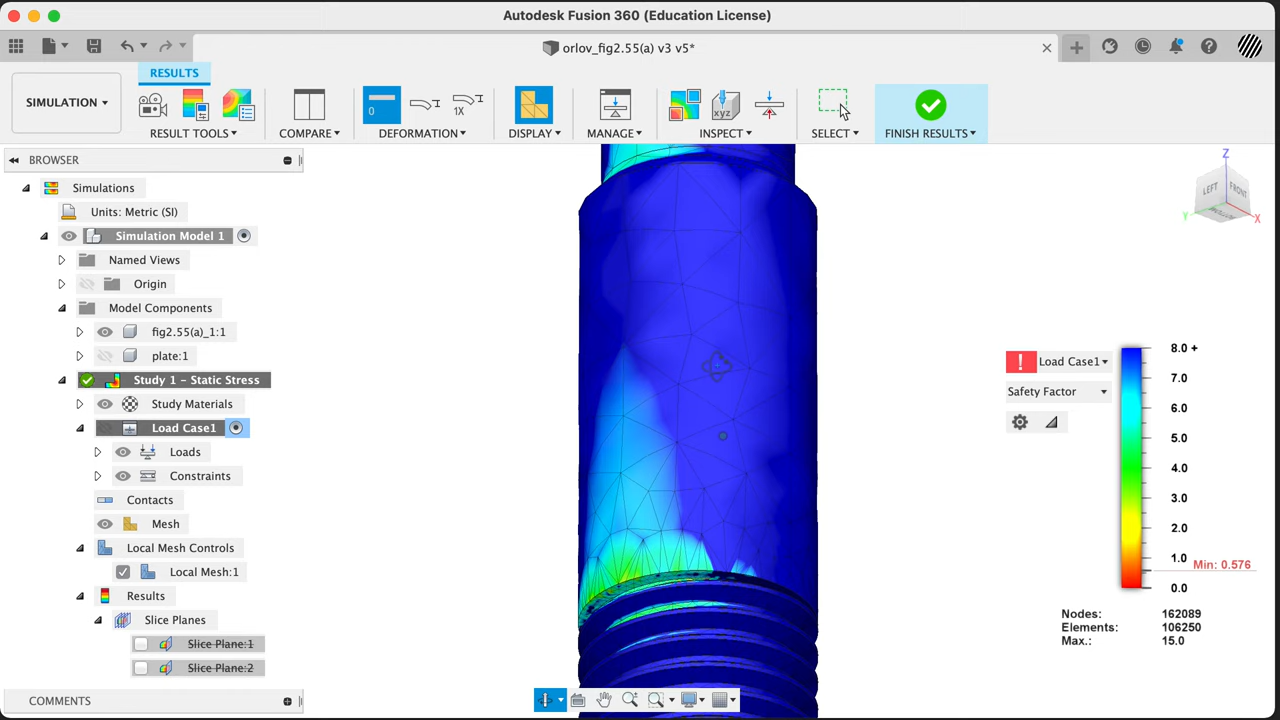 Autodesk Fusion 360 (Education License)
orlov_fig2.55(a) v3 v5*
RESULTS
SIMULATION
0
1X
xyz
RESULT TOOLS
COMPARE
DEFORMATION
DISPLAY
MANAGE
INSPECT
SELECT
FINISH RESULTS
BROWSER
Simulations
Units: Metric (SI)
Simulation Model 1
Named Views
Origin
Model Components
fig2.55(a)_1:1
plate:1
Study 1 - Static Stress
Study Materials
Load Case1
Loads
Constraints
Contacts
Mesh
Local Mesh Controls
Local Mesh:1
Results
Slice Planes
Slice Plane:1
Slice Plane:2
COMMENTS
Z
LEFT
FRONT
BOTTOM
Y
X
Load Case1
Safety Factor
8.0 +
7.0
6.0
5.0
4.0
3.0
2.0
1.0
Min: 0.576
0.0
Nodes: 162089
Elements: 106250
Max.: 15.0